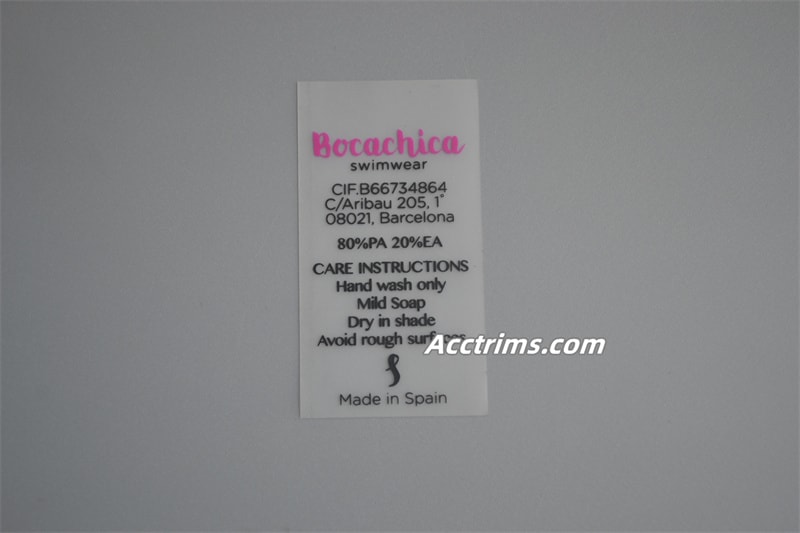 Bocachica
swimwear
CIF.B66734864
C/Aribau 205, 1°
08021, Barcelona
80%PA 20%EA
CARE INSTRUCTIONS
Hand wash only
Mild Soap
Dry in shade
Avoid rough surfaces
Acctrims.com
S
Made in Spain